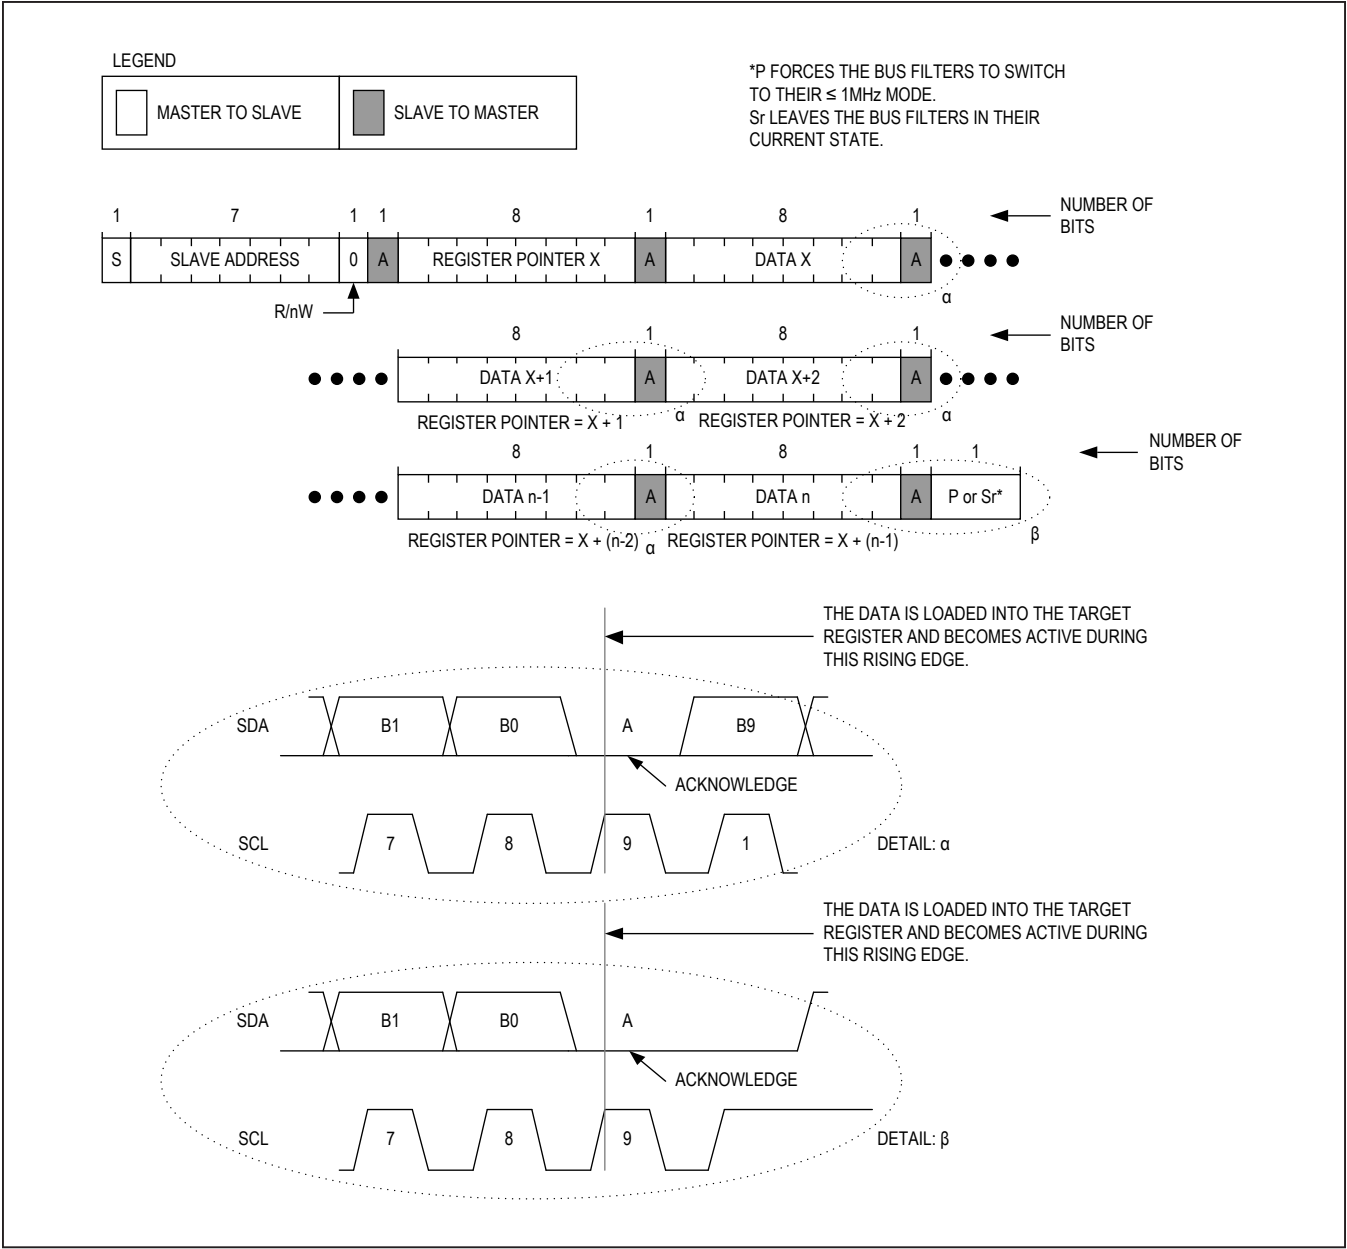 LEGEND
MASTER TO SLAVE
SLAVE TO MASTER
*P FORCES THE BUS FILTERS TO SWITCH
TO THEIR ≤ 1MHz MODE.
Sr LEAVES THE BUS FILTERS IN THEIR
CURRENT STATE.
1 7 1 1 8 1 8 1
NUMBER OF
BITS
S SLAVE ADDRESS 0 A REGISTER POINTER X A DATA X A
α
R/nW
8 1 8 1
NUMBER OF
BITS
DATA X+1 A DATA X+2 A
REGISTER POINTER = X + 1 α REGISTER POINTER = X + 2 α
8 1 8 1 1
NUMBER OF
BITS
DATA n-1 A DATA n A P or Sr*
REGISTER POINTER = X + (n-2) α REGISTER POINTER = X + (n-1) β
THE DATA IS LOADED INTO THE TARGET
REGISTER AND BECOMES ACTIVE DURING
THIS RISING EDGE.
SDA B1 B0 A B9
ACKNOWLEDGE
SCL 7 8 9 1 DETAIL: α
THE DATA IS LOADED INTO THE TARGET
REGISTER AND BECOMES ACTIVE DURING
THIS RISING EDGE.
SDA B1 B0 A
ACKNOWLEDGE
SCL 7 8 9 DETAIL: β